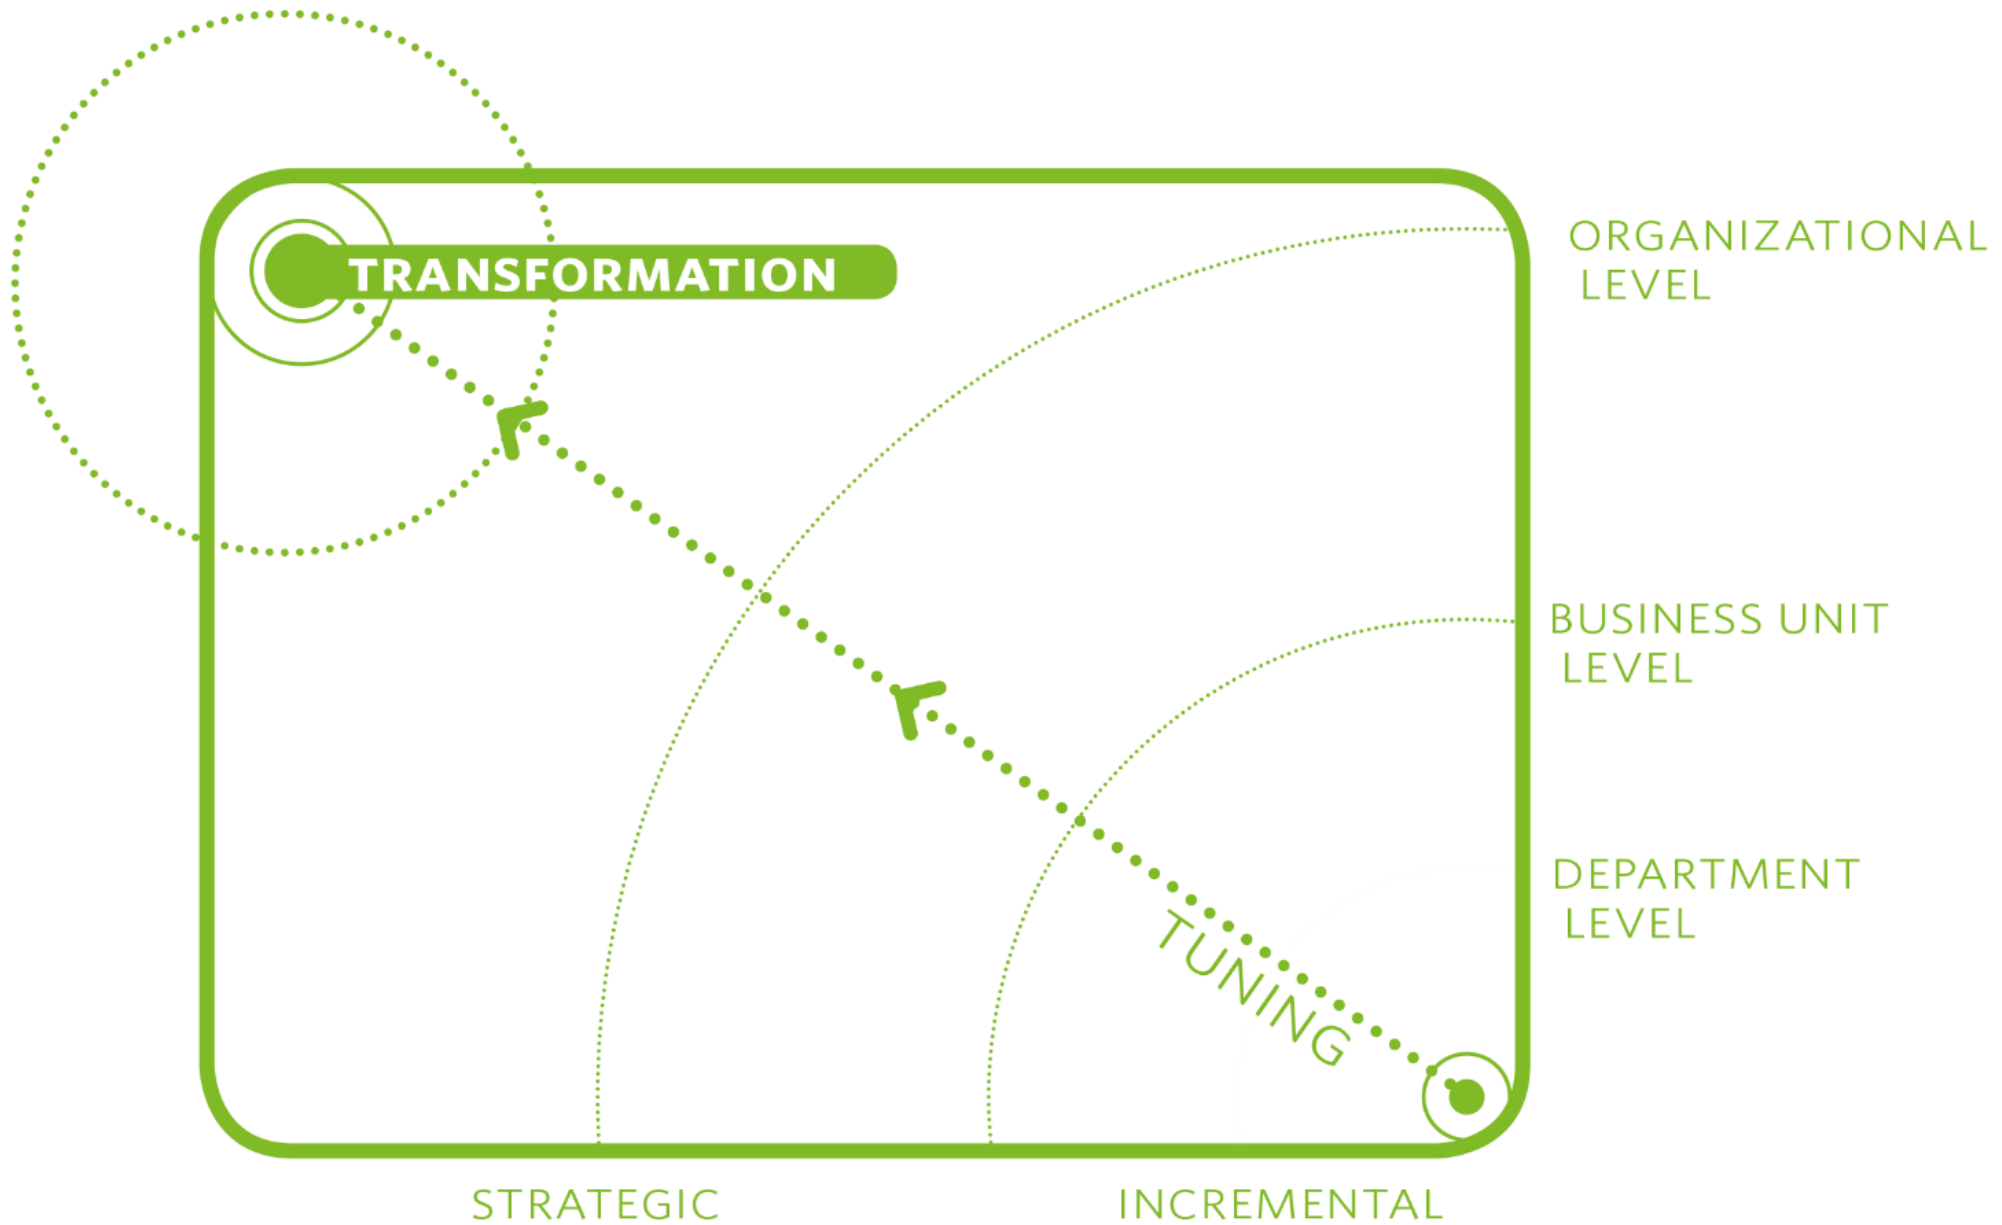 ORGANIZATIONAL
LEVEL
TRANSFORMATION
BUSINESS UNIT
LEVEL
DEPARTMENT
LEVEL
TUNING
STRATEGIC
INCREMENTAL